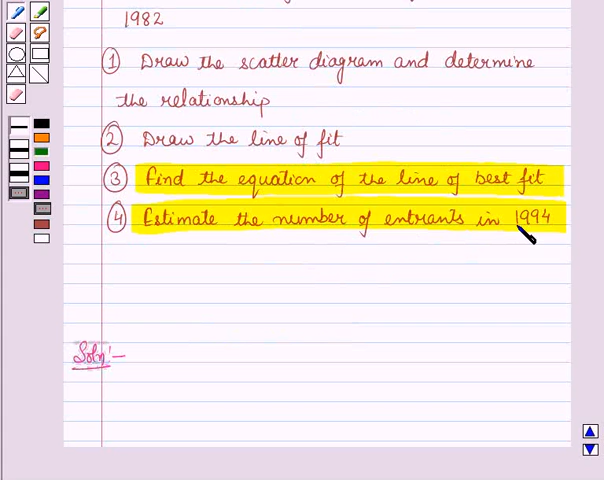 1982
① Draw the scatter diagram and determine
the relationship
② Draw the line of fit
③ Find the equation of the line of best fit
④ Estimate the number of entrants in 1994
Soln:-